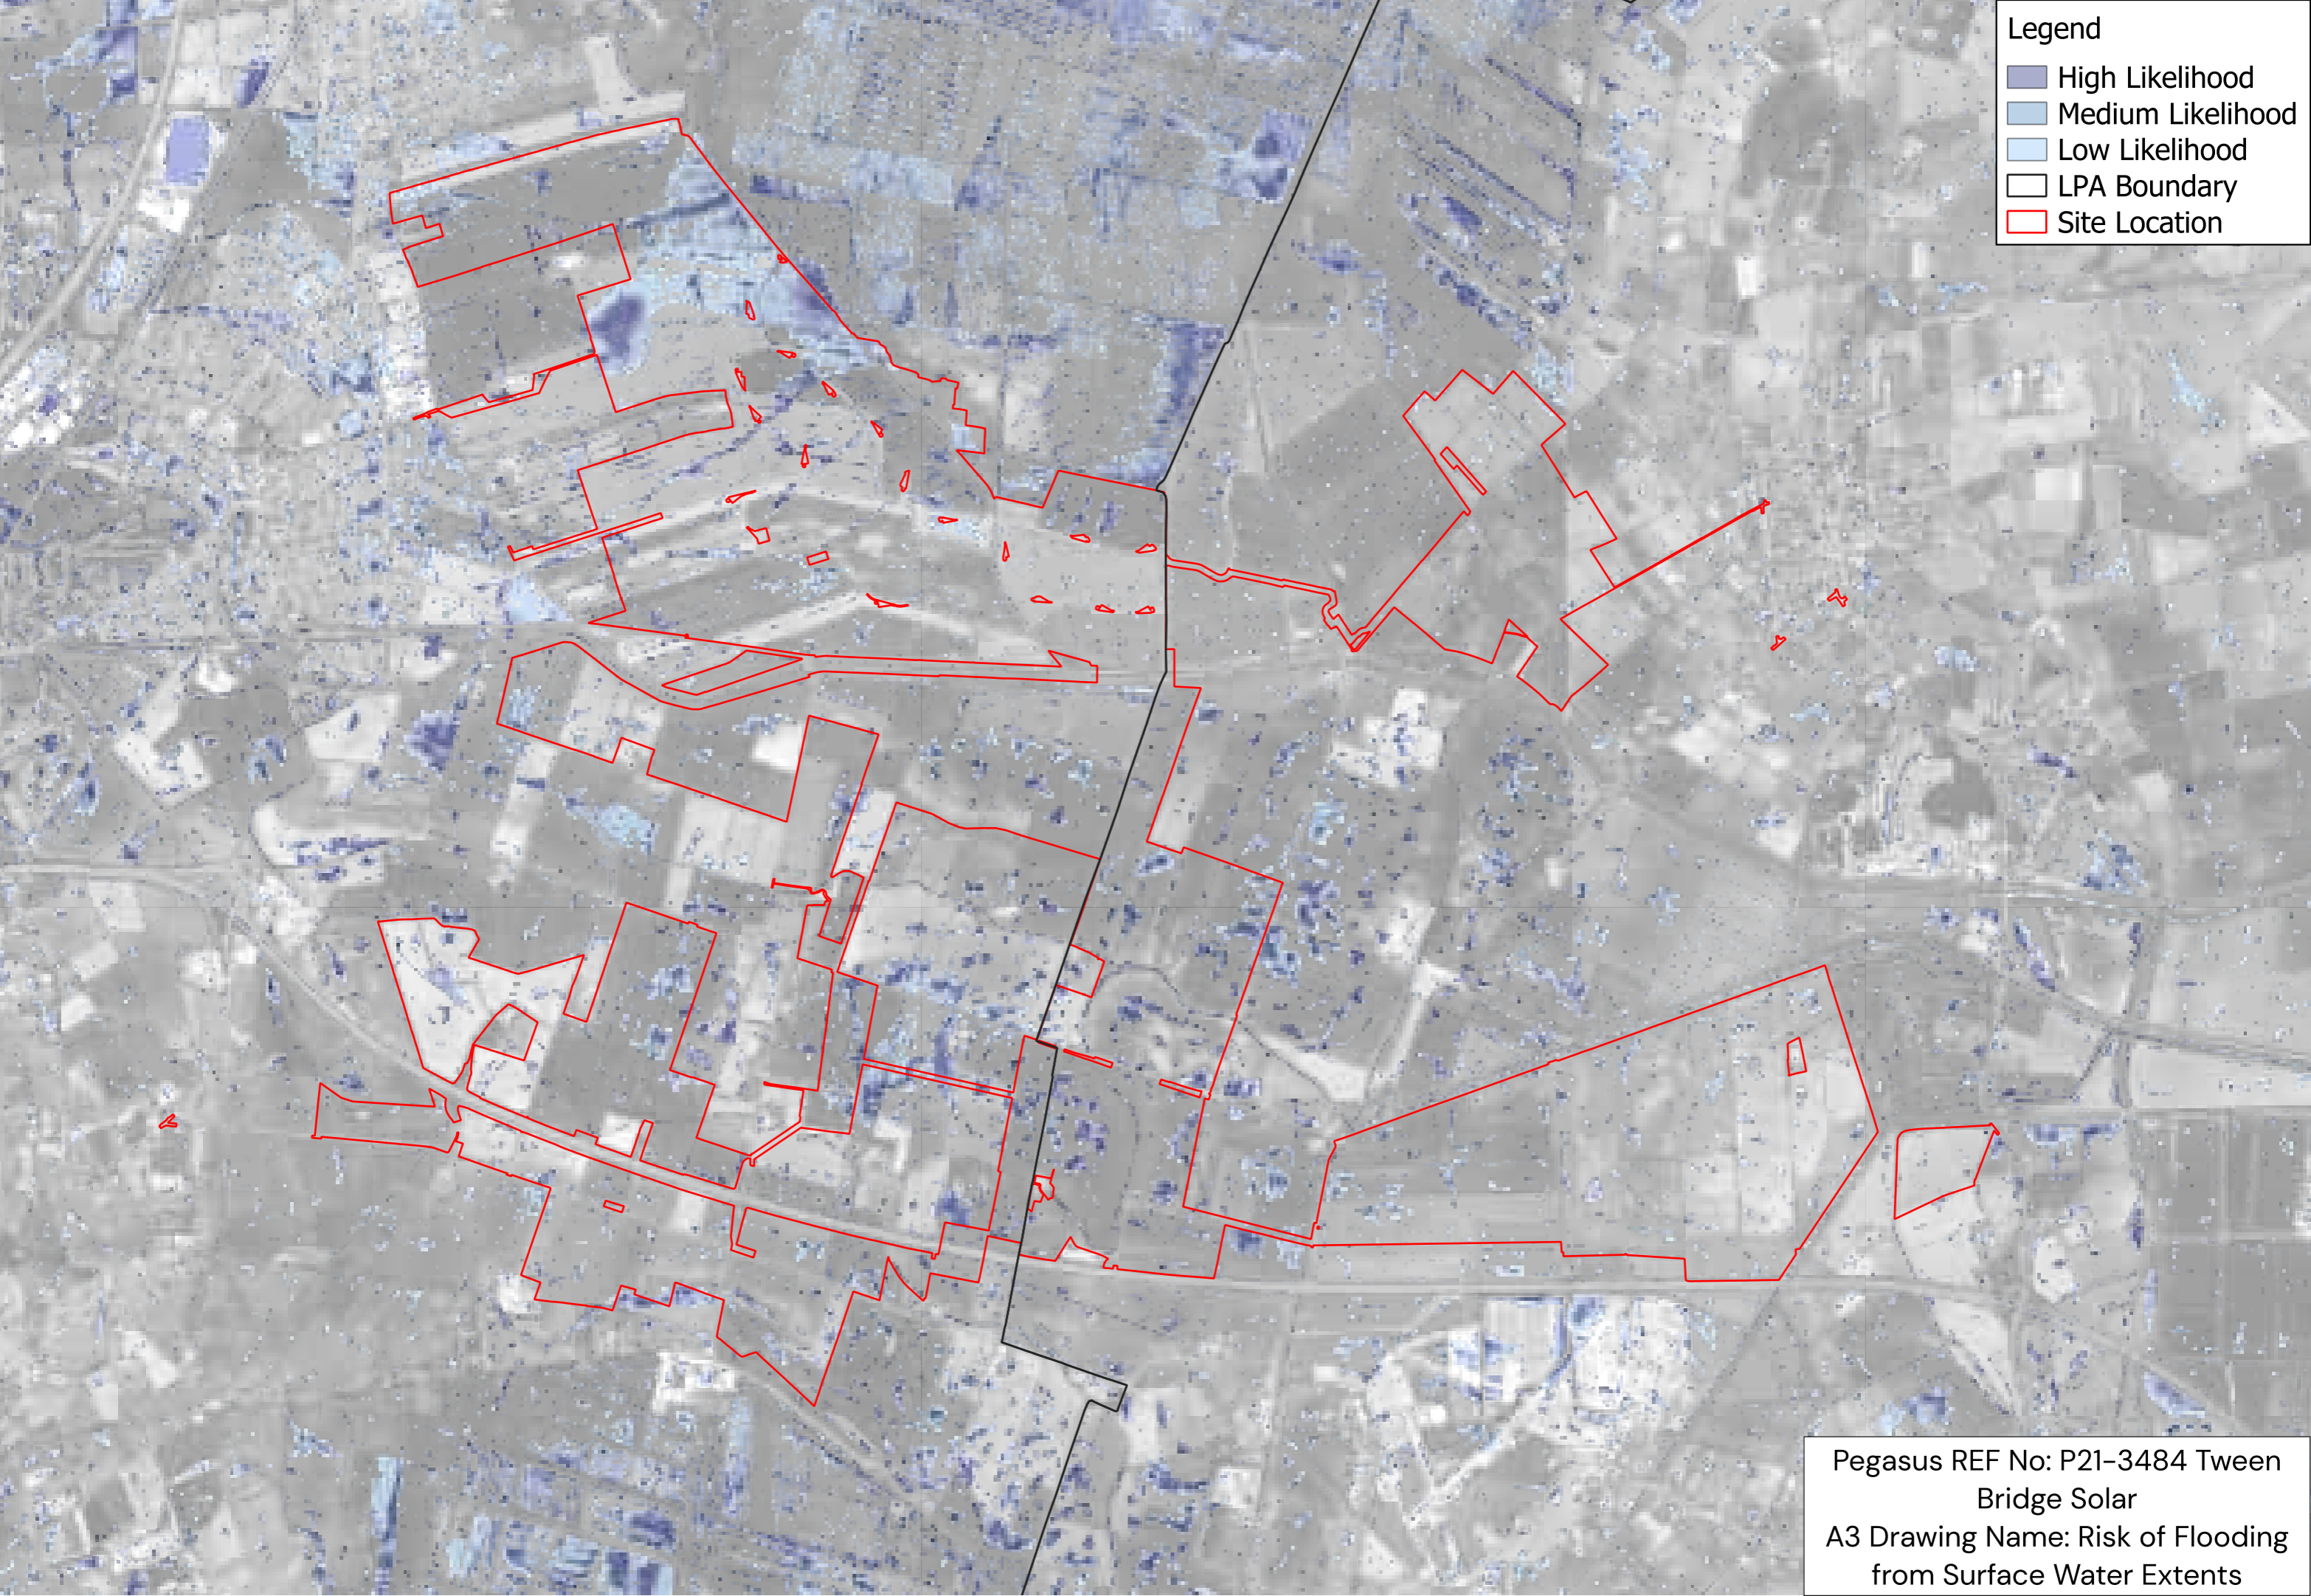 Legend
High Likelihood
Medium Likelihood
Low Likelihood
LPA Boundary
Site Location
Pegasus REF No: P21-3484 Tween
Bridge Solar
A3 Drawing Name: Risk of Flooding
from Surface Water Extents